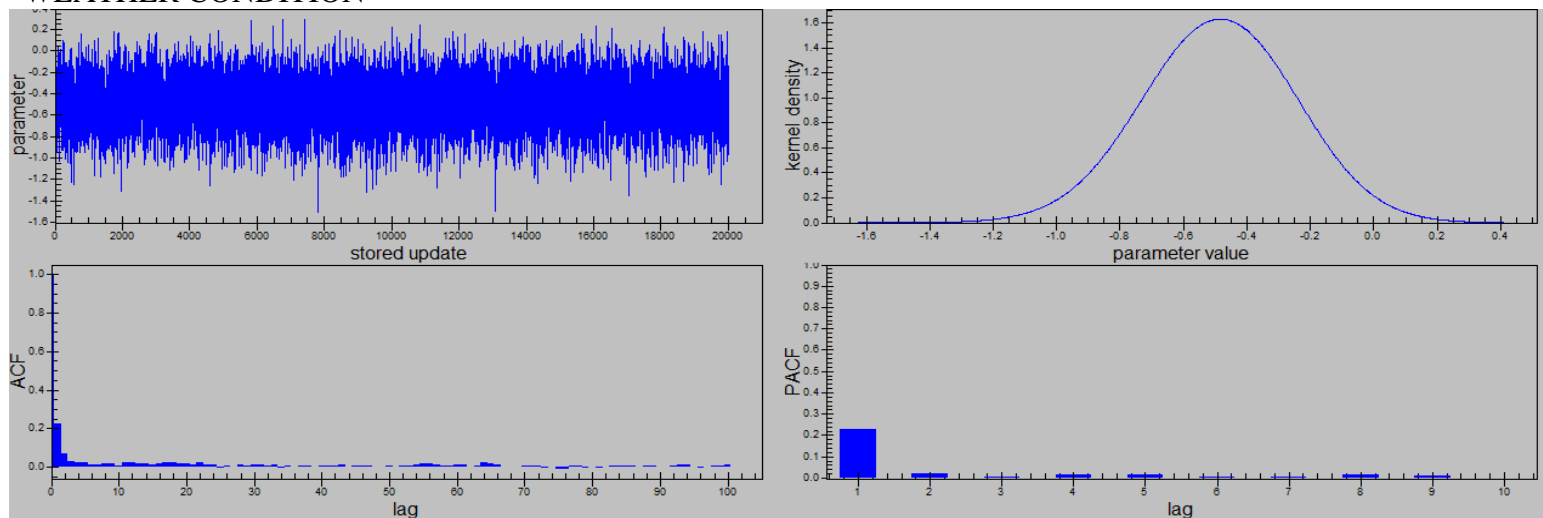 WEATHER CONDITION
0.4
0.2
0.0
-0.2
-0.4
-0.6
-0.8
-1.0
-1.2
-1.4
-1.6
parameter
0 2000 4000 6000 8000 10000 12000 14000 16000 18000 20000
stored update
1.6
1.4
1.2
1.0
0.8
0.6
0.4
0.2
0.0
kernel density
-1.6 -1.4 -1.2 -1.0 -0.8 -0.6 -0.4 -0.2 0.0 0.2 0.4
parameter value
1.0
0.8
0.6
0.4
0.2
0.0
ACF
0 10 20 30 40 50 60 70 80 90 100
lag
1.0
0.9
0.8
0.7
0.6
0.5
0.4
0.3
0.2
0.1
0.0
PACF
1 2 3 4 5 6 7 8 9 10
lag